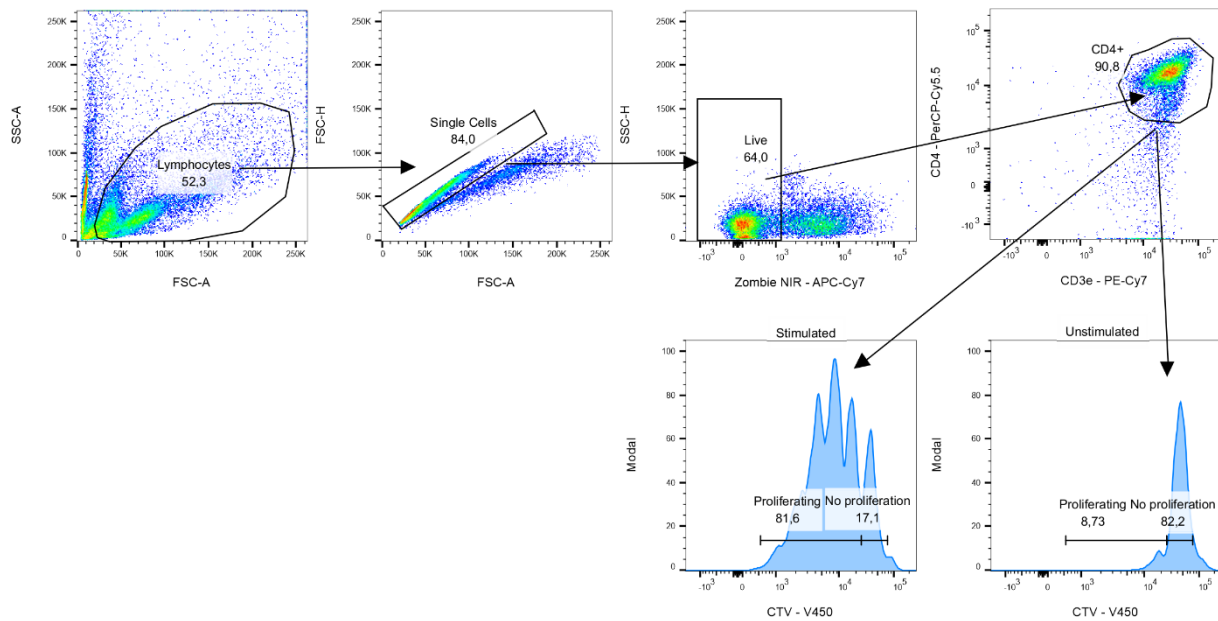 250K
200K
150K
100K
50K
0
SSC-A
Lymphocytes
52,3
0
50K
100K
150K
200K
250K
FSC-A
250K
200K
150K
100K
50K
0
FSC-H
Single Cells
84,0
0
50K
100K
150K
200K
250K
FSC-A
250K
200K
150K
100K
50K
0
SSC-H
Live
64,0
-10³
0
10³
10⁴
10⁵
Zombie NIR - APC-Cy7
10⁵
10⁴
10³
0
-10³
CD4 - PerCP-Cy5.5
CD4+
90,8
-10³
0
10³
10⁴
10⁵
CD3e - PE-Cy7
Stimulated
100
80
60
40
20
0
Modal
Proliferating
81,6
No proliferation
17,1
-10³
0
10³
10⁴
10⁵
CTV - V450
Unstimulated
100
80
60
40
20
0
Modal
Proliferating
8,73
No proliferation
82,2
-10³
0
10³
10⁴
10⁵
CTV - V450